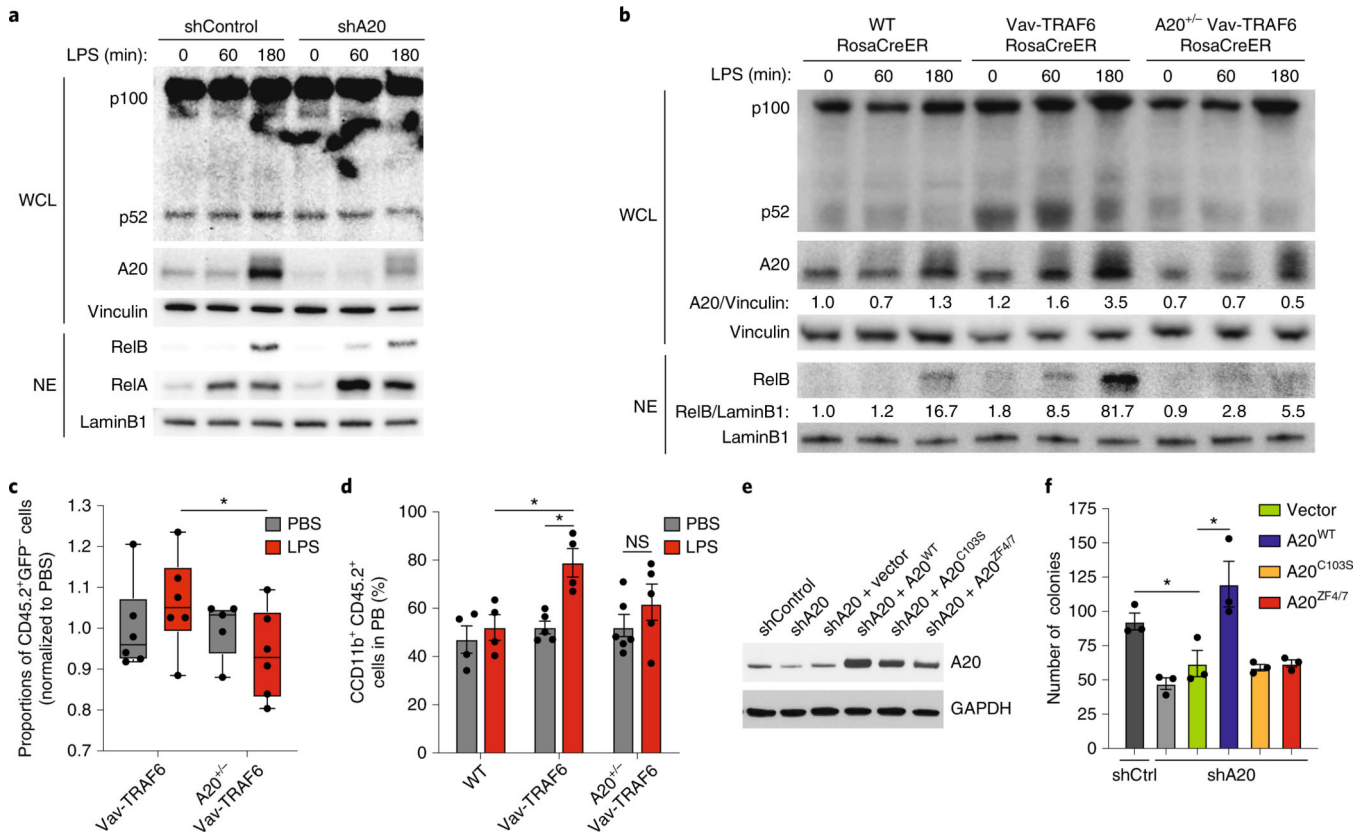 a
shControl shA20
LPS (min): 0 60 180 0 60 180
p100
p52
WCL
A20
Vinculin
RelB
NE
RelA
LaminB1
b
WT Vav-TRAF6 A20+/– Vav-TRAF6
RosaCreER RosaCreER RosaCreER
LPS (min): 0 60 180 0 60 180 0 60 180
p100
p52
WCL
A20
A20/Vinculin: 1.0 0.7 1.3 1.2 1.6 3.5 0.7 0.7 0.5
Vinculin
RelB
NE
RelB/LaminB1: 1.0 1.2 16.7 1.8 8.5 81.7 0.9 2.8 5.5
LaminB1
c
Proportions of CD45.2+GFP– cells
(normalized to PBS)
1.3
1.2
1.1
1.0
0.9
0.8
0.7
*
PBS
LPS
Vav-TRAF6
A20+/–
Vav-TRAF6
d
CCD11b+ CD45.2+
cells in PB (%)
100
80
60
40
20
0
*
*
NS
PBS
LPS
WT
Vav-TRAF6
A20+/–
Vav-TRAF6
e
shControl
shA20
shA20 + vector
shA20 + A20WT
shA20 + A20C103S
shA20 + A20ZF4/7
A20
GAPDH
f
Number of colonies
175
150
125
100
75
50
25
0
*
*
Vector
A20WT
A20C103S
A20ZF4/7
shCtrl shA20